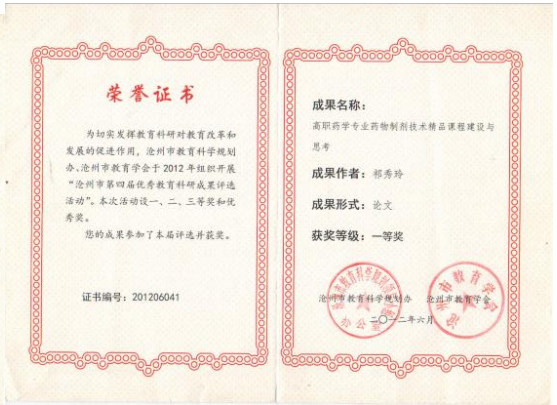 荣誉证书
为切实发挥教育科研对教育改革和
发展的促进作用，沧州市教育科学规划
办、沧州市教育学会于2012年组织开展
“沧州市第四届优秀教育科研成果评选
活动”。本次活动设一、二、三等奖和优
秀奖。
您的成果参加了本届评选并获奖。
证书编号：201206041
成果名称：
高职药学专业药物制剂技术精品课程建设与
思考
成果作者：祁秀玲
成果形式：论文
获奖等级：一等奖
沧州市教育科学规划办 沧州市教育学会
二〇一二年六月
沧州市教育学会